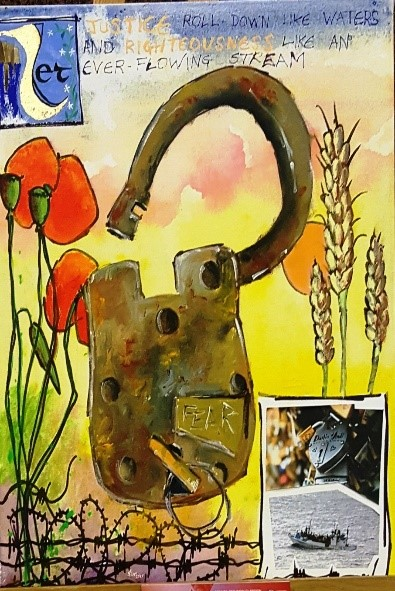 Let JUSTICE ROLL DOWN LIKE WATERS
AND RIGHTEOUSNESS LIKE AN
EVER-FLOWING STREAM
FEAR